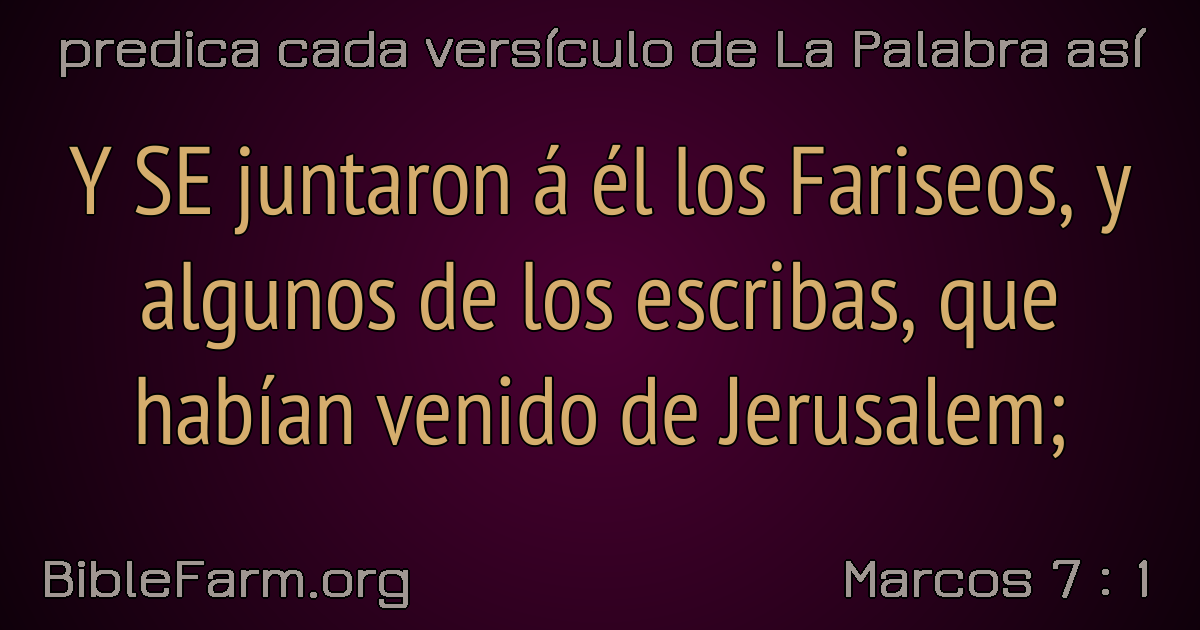 predica cada versículo de La Palabra así
Y SE juntaron á él los Fariseos, y
algunos de los escribas, que
habían venido de Jerusalem;
BibleFarm.org
Marcos 7 : 1